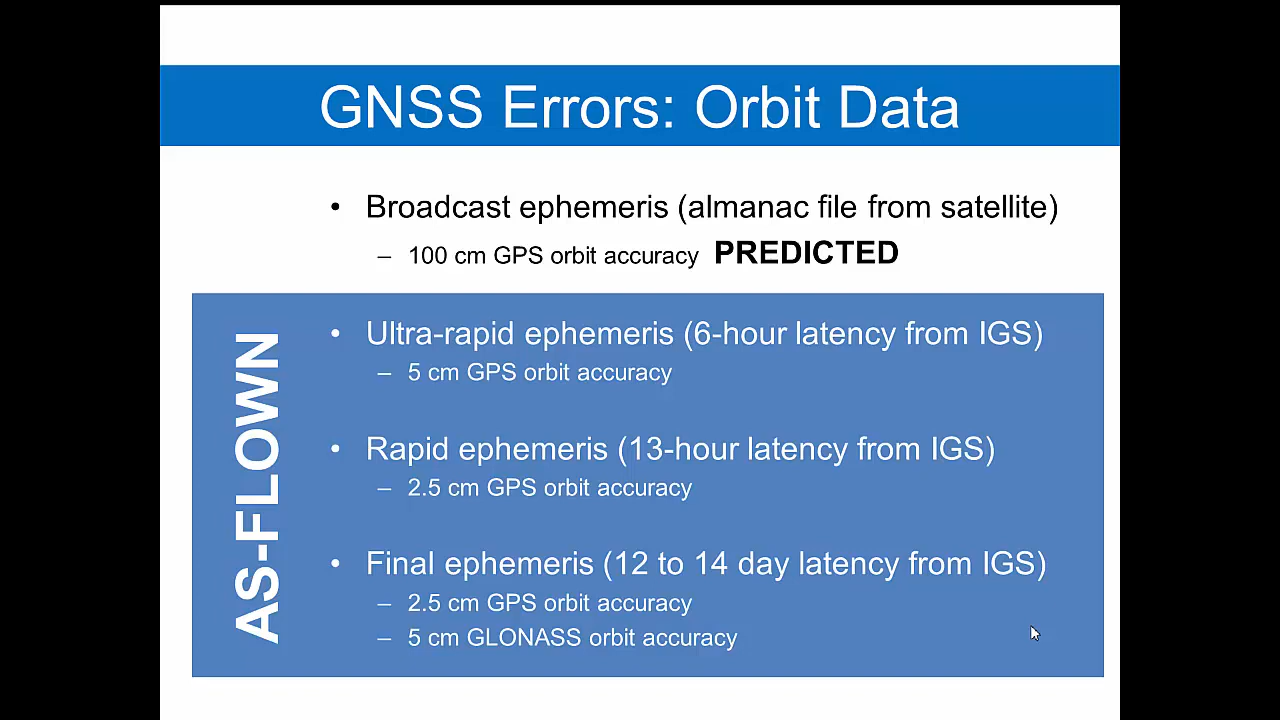 GNSS Errors: Orbit Data
• Broadcast ephemeris (almanac file from satellite)
– 100 cm GPS orbit accuracy PREDICTED
AS-FLOWN
• Ultra-rapid ephemeris (6-hour latency from IGS)
– 5 cm GPS orbit accuracy
• Rapid ephemeris (13-hour latency from IGS)
– 2.5 cm GPS orbit accuracy
• Final ephemeris (12 to 14 day latency from IGS)
– 2.5 cm GPS orbit accuracy
– 5 cm GLONASS orbit accuracy